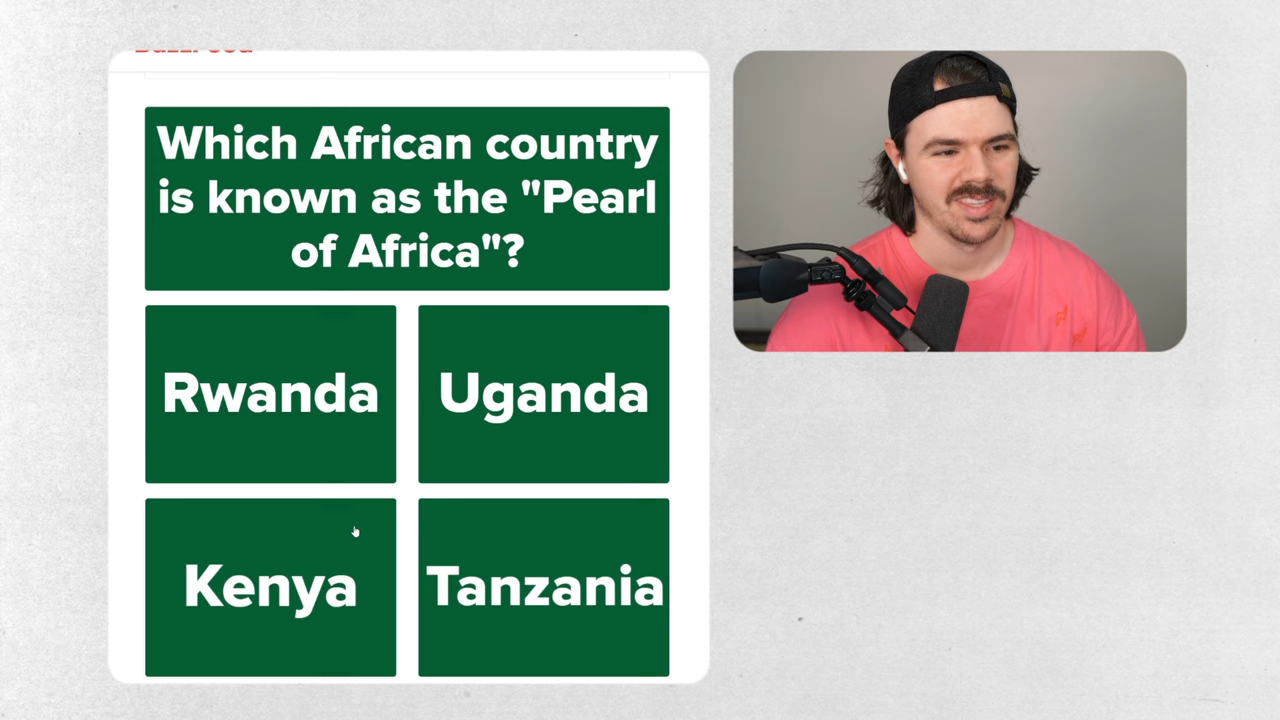 Which African country
is known as the "Pearl
of Africa"?
Rwanda
Uganda
Kenya
Tanzania